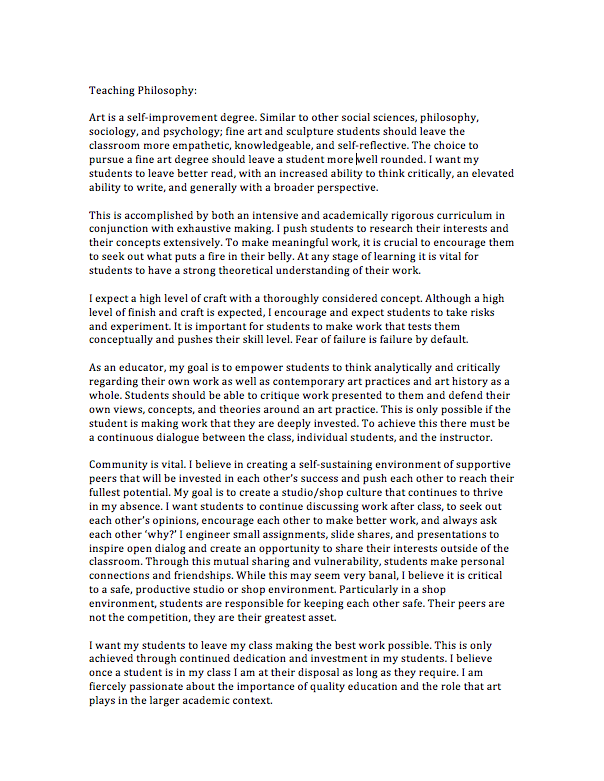 Teaching Philosophy:
Art is a self-improvement degree. Similar to other social sciences, philosophy,
sociology, and psychology; fine art and sculpture students should leave the
classroom more empathetic, knowledgeable, and self-reflective. The choice to
pursue a fine art degree should leave a student more well rounded. I want my
students to leave better read, with an increased ability to think critically, an elevated
ability to write, and generally with a broader perspective.
This is accomplished by both an intensive and academically rigorous curriculum in
conjunction with exhaustive making. I push students to research their interests and
their concepts extensively. To make meaningful work, it is crucial to encourage them
to seek out what puts a fire in their belly. At any stage of learning it is vital for
students to have a strong theoretical understanding of their work.
I expect a high level of craft with a thoroughly considered concept. Although a high
level of finish and craft is expected, I encourage and expect students to take risks
and experiment. It is important for students to make work that tests them
conceptually and pushes their skill level. Fear of failure is failure by default.
As an educator, my goal is to empower students to think analytically and critically
regarding their own work as well as contemporary art practices and art history as a
whole. Students should be able to critique work presented to them and defend their
own views, concepts, and theories around an art practice. This is only possible if the
student is making work that they are deeply invested. To achieve this there must be
a continuous dialogue between the class, individual students, and the instructor.
Community is vital. I believe in creating a self-sustaining environment of supportive
peers that will be invested in each other's success and push each other to reach their
fullest potential. My goal is to create a studio/shop culture that continues to thrive
in my absence. I want students to continue discussing work after class, to seek out
each other's opinions, encourage each other to make better work, and always ask
each other 'why?' I engineer small assignments, slide shares, and presentations to
inspire open dialog and create an opportunity to share their interests outside of the
classroom. Through this mutual sharing and vulnerability, students make personal
connections and friendships. While this may seem very banal, I believe it is critical
to a safe, productive studio or shop environment. Particularly in a shop
environment, students are responsible for keeping each other safe. Their peers are
not the competition, they are their greatest asset.
I want my students to leave my class making the best work possible. This is only
achieved through continued dedication and investment in my students. I believe
once a student is in my class I am at their disposal as long as they require. I am
fiercely passionate about the importance of quality education and the role that art
plays in the larger academic context.